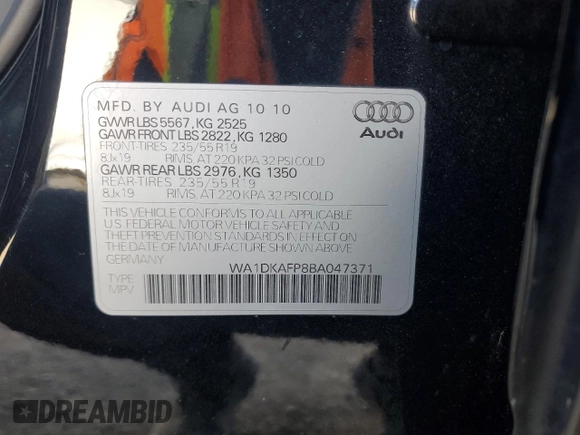 MFD. BY AUDI AG 10 10
GVWR LBS 5567, KG 2525
GAWR FRONT LBS 2822, KG 1280
FRONT-TIRES 235/55 R19
8Jx19 RIMS, AT 220 KPA 32 PSI COLD
GAWR REAR LBS 2976, KG 1350
REAR-TIRES 235/55 R19
8Jx19 RIMS, AT 220 KPA 32 PSI COLD
Audi
THIS VEHICLE CONFORMS TO ALL APPLICABLE
U.S. FEDERAL MOTOR VEHICLE SAFETY AND
THEFT PREVENTION STANDARDS IN EFFECT ON
THE DATE OF MANUFACTURE SHOWN ABOVE.
GERMANY
WA1DKAFP8BA047371
TYPE
MPV
DREAMBID